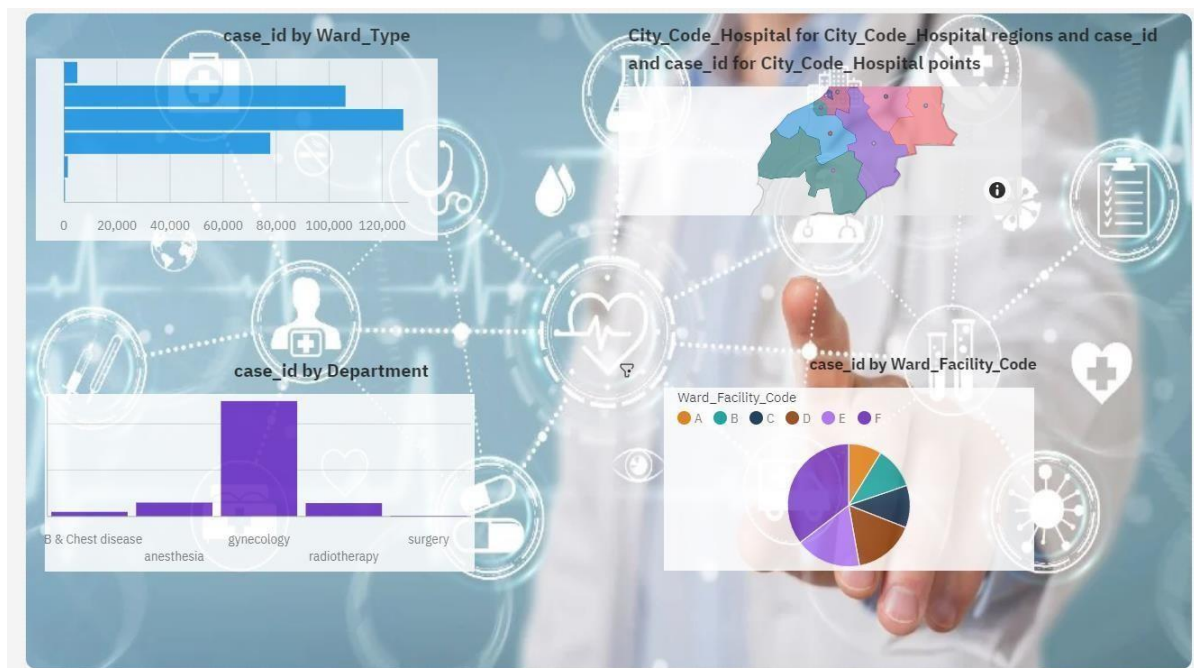 case_id by Ward_Type
0 20,000 40,000 60,000 80,000 100,000 120,000
City_Code_Hospital for City_Code_Hospital regions and case_id
and case_id for City_Code_Hospital points
case_id by Department
B & Chest disease
anesthesia
gynecology
radiotherapy
surgery
case_id by Ward_Facility_Code
Ward_Facility_Code
A B C D E F